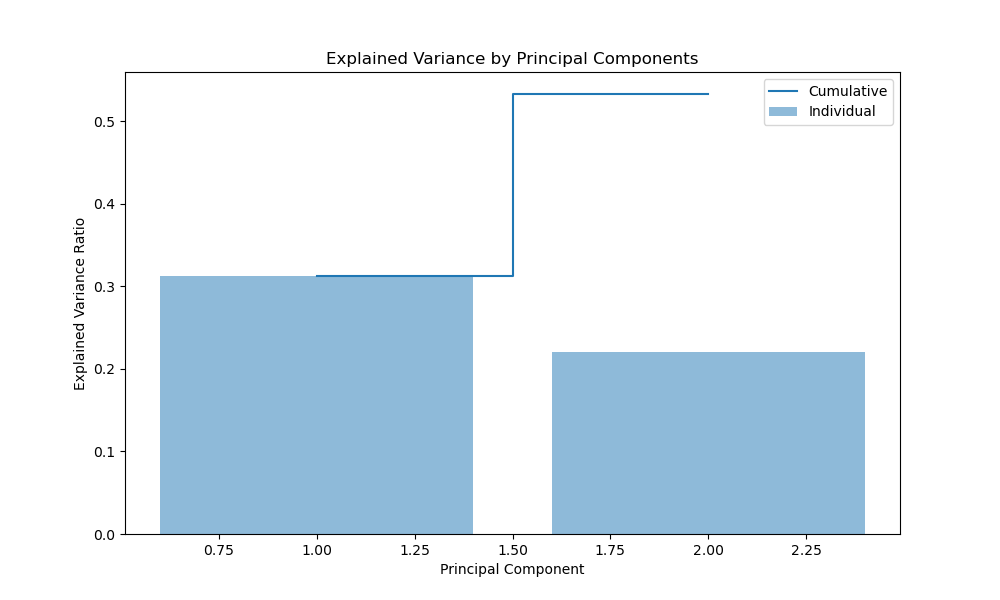 Explained Variance by Principal Components
Cumulative
Individual
Explained Variance Ratio
0.5
0.4
0.3
0.2
0.1
0.0
0.75 1.00 1.25 1.50 1.75 2.00 2.25
Principal Component